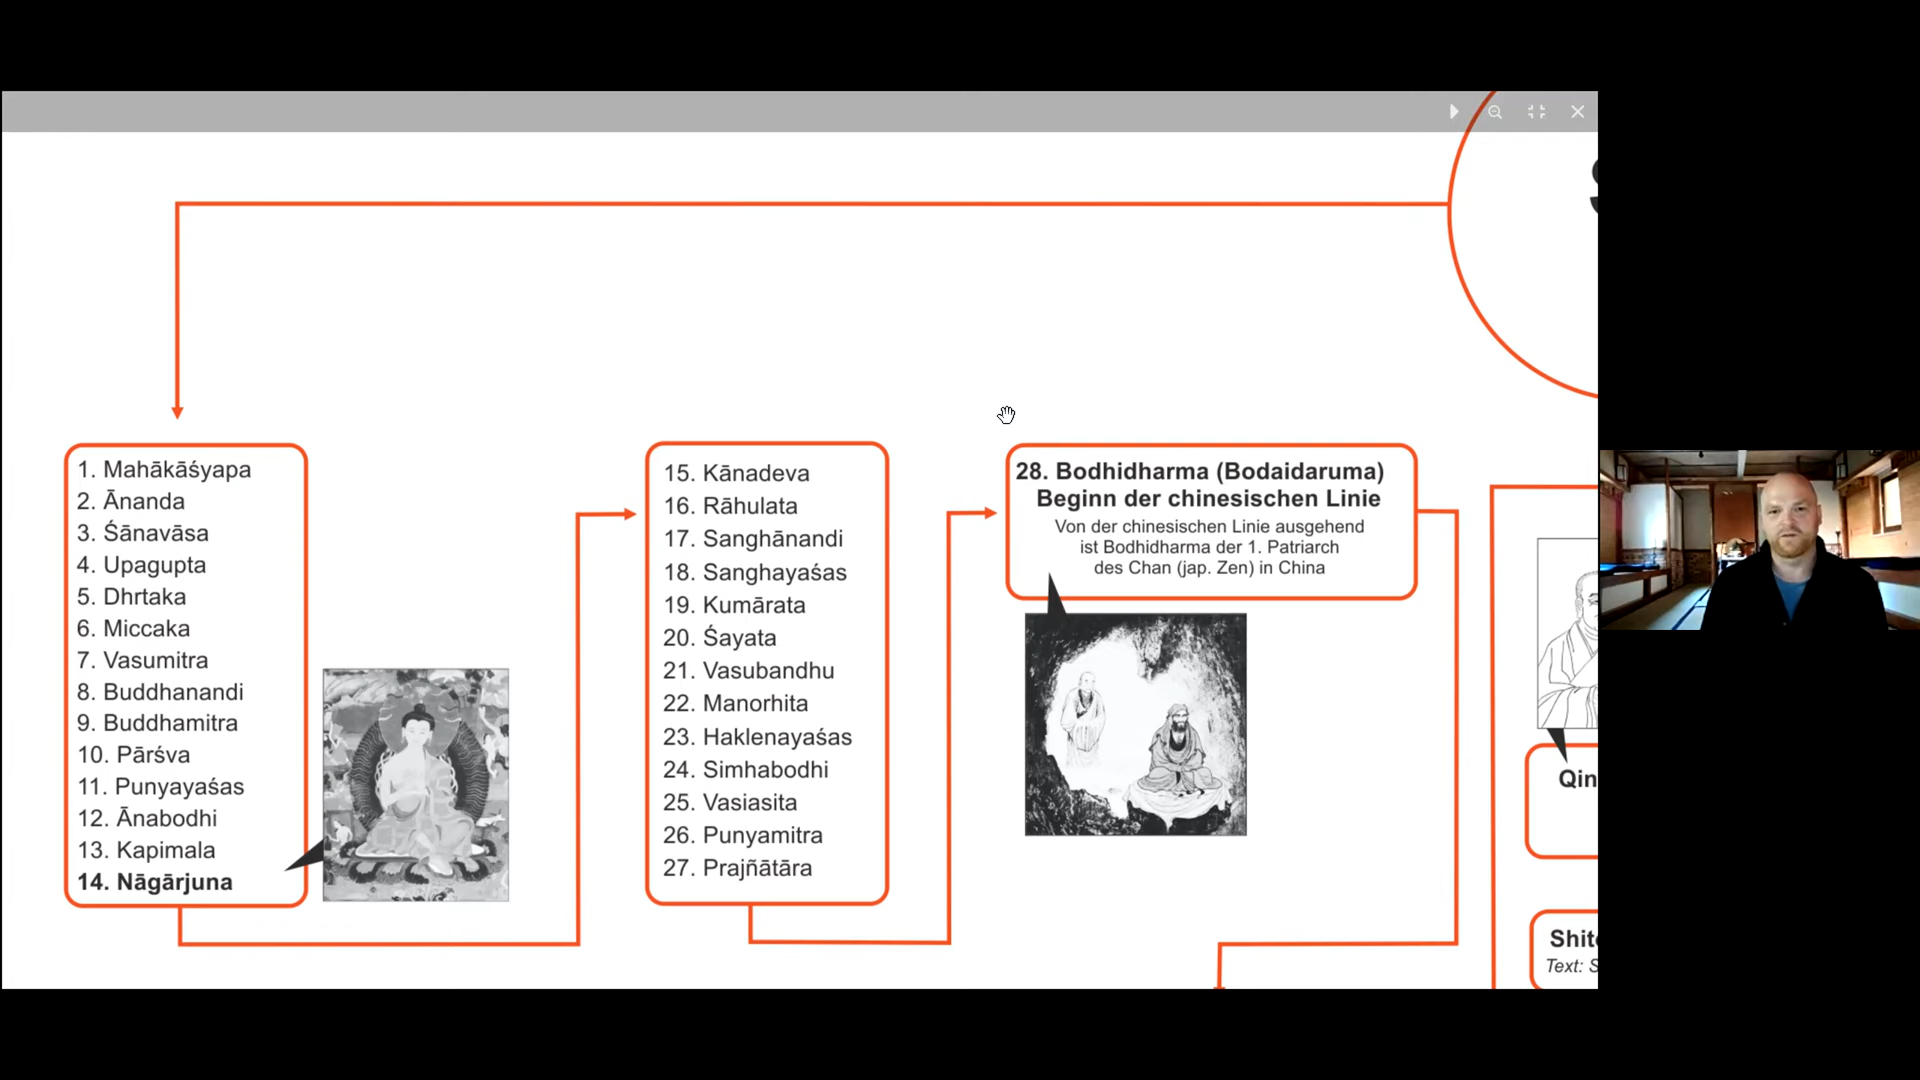 1. Mahākāśyapa
2. Ānanda
3. Śānavāsa
4. Upagupta
5. Dhrtaka
6. Miccaka
7. Vasumitra
8. Buddhanandi
9. Buddhamitra
10. Pārśva
11. Punyayaśas
12. Ānabodhi
13. Kapimala
14. Nāgārjuna
15. Kānadeva
16. Rāhulata
17. Sanghānandi
18. Sanghayaśas
19. Kumārata
20. Śayata
21. Vasubandhu
22. Manorhita
23. Haklenayaśas
24. Simhabodhi
25. Vasiasita
26. Punyamitra
27. Prajñātāra
28. Bodhidharma (Bodaidaruma)
Beginn der chinesischen Linie
Von der chinesischen Linie ausgehend
ist Bodhidharma der 1. Patriarch
des Chan (jap. Zen) in China
Qin
Shit
Text: S